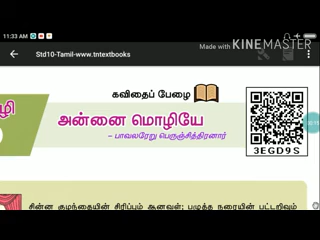 11:33 AM
Made with KINEMASTER
Std10-Tamil-www.tntextbooks
கவிதைப் பேழை
ழி
அன்னை மொழியே
– பாவலரேறு பெருஞ்சித்திரனார்
3EGD9S
சின்ன குழந்தையின் சிரிப்பும் ஆனவள்; பழுத்த நரையின் பட்டறிவும்